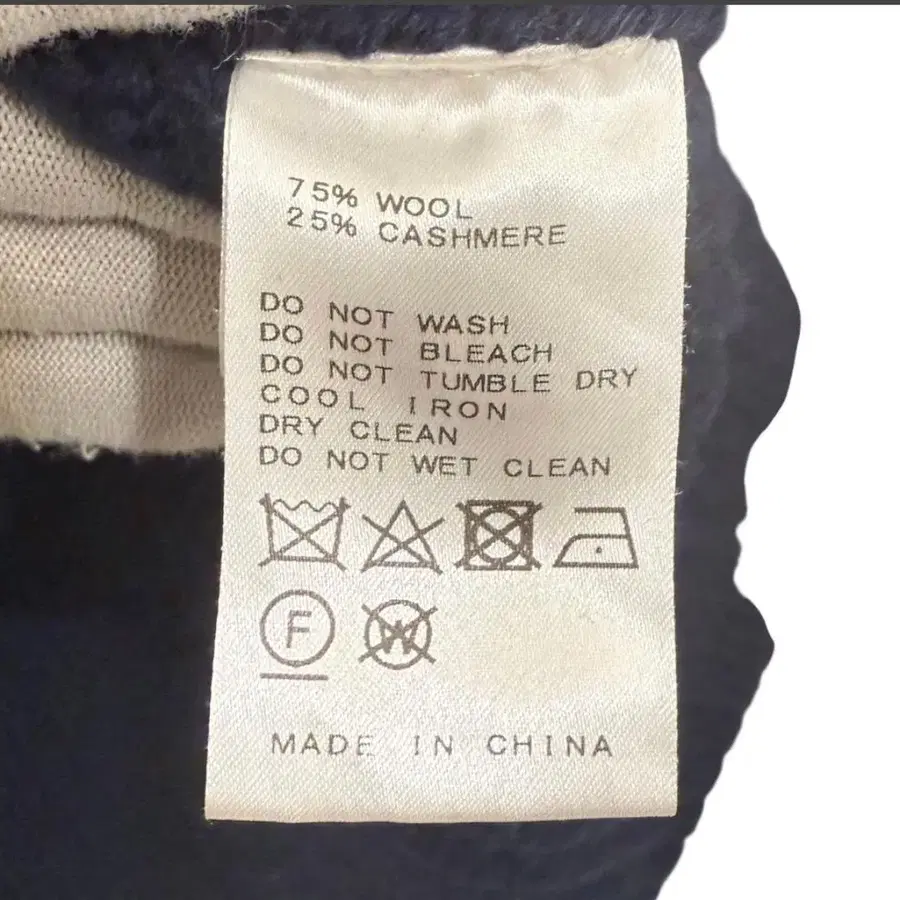 75% WOOL
25% CASHMERE
DO NOT WASH
DO NOT BLEACH
DO NOT TUMBLE DRY
COOL IRON
DRY CLEAN
DO NOT WET CLEAN
F W
MADE IN CHINA